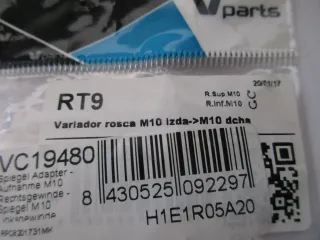 V
parts
RT9
R.Sup.M10
R.Inf.M10
20/01/17
Variador rosca M10 izda->M10 dcha
VC19480
Spiegel Adapter -
Aufnahme M10
Rechtsgewinde-
Spiegel M10
Linksgewinde
8 430525 092297
H1E1R05A20